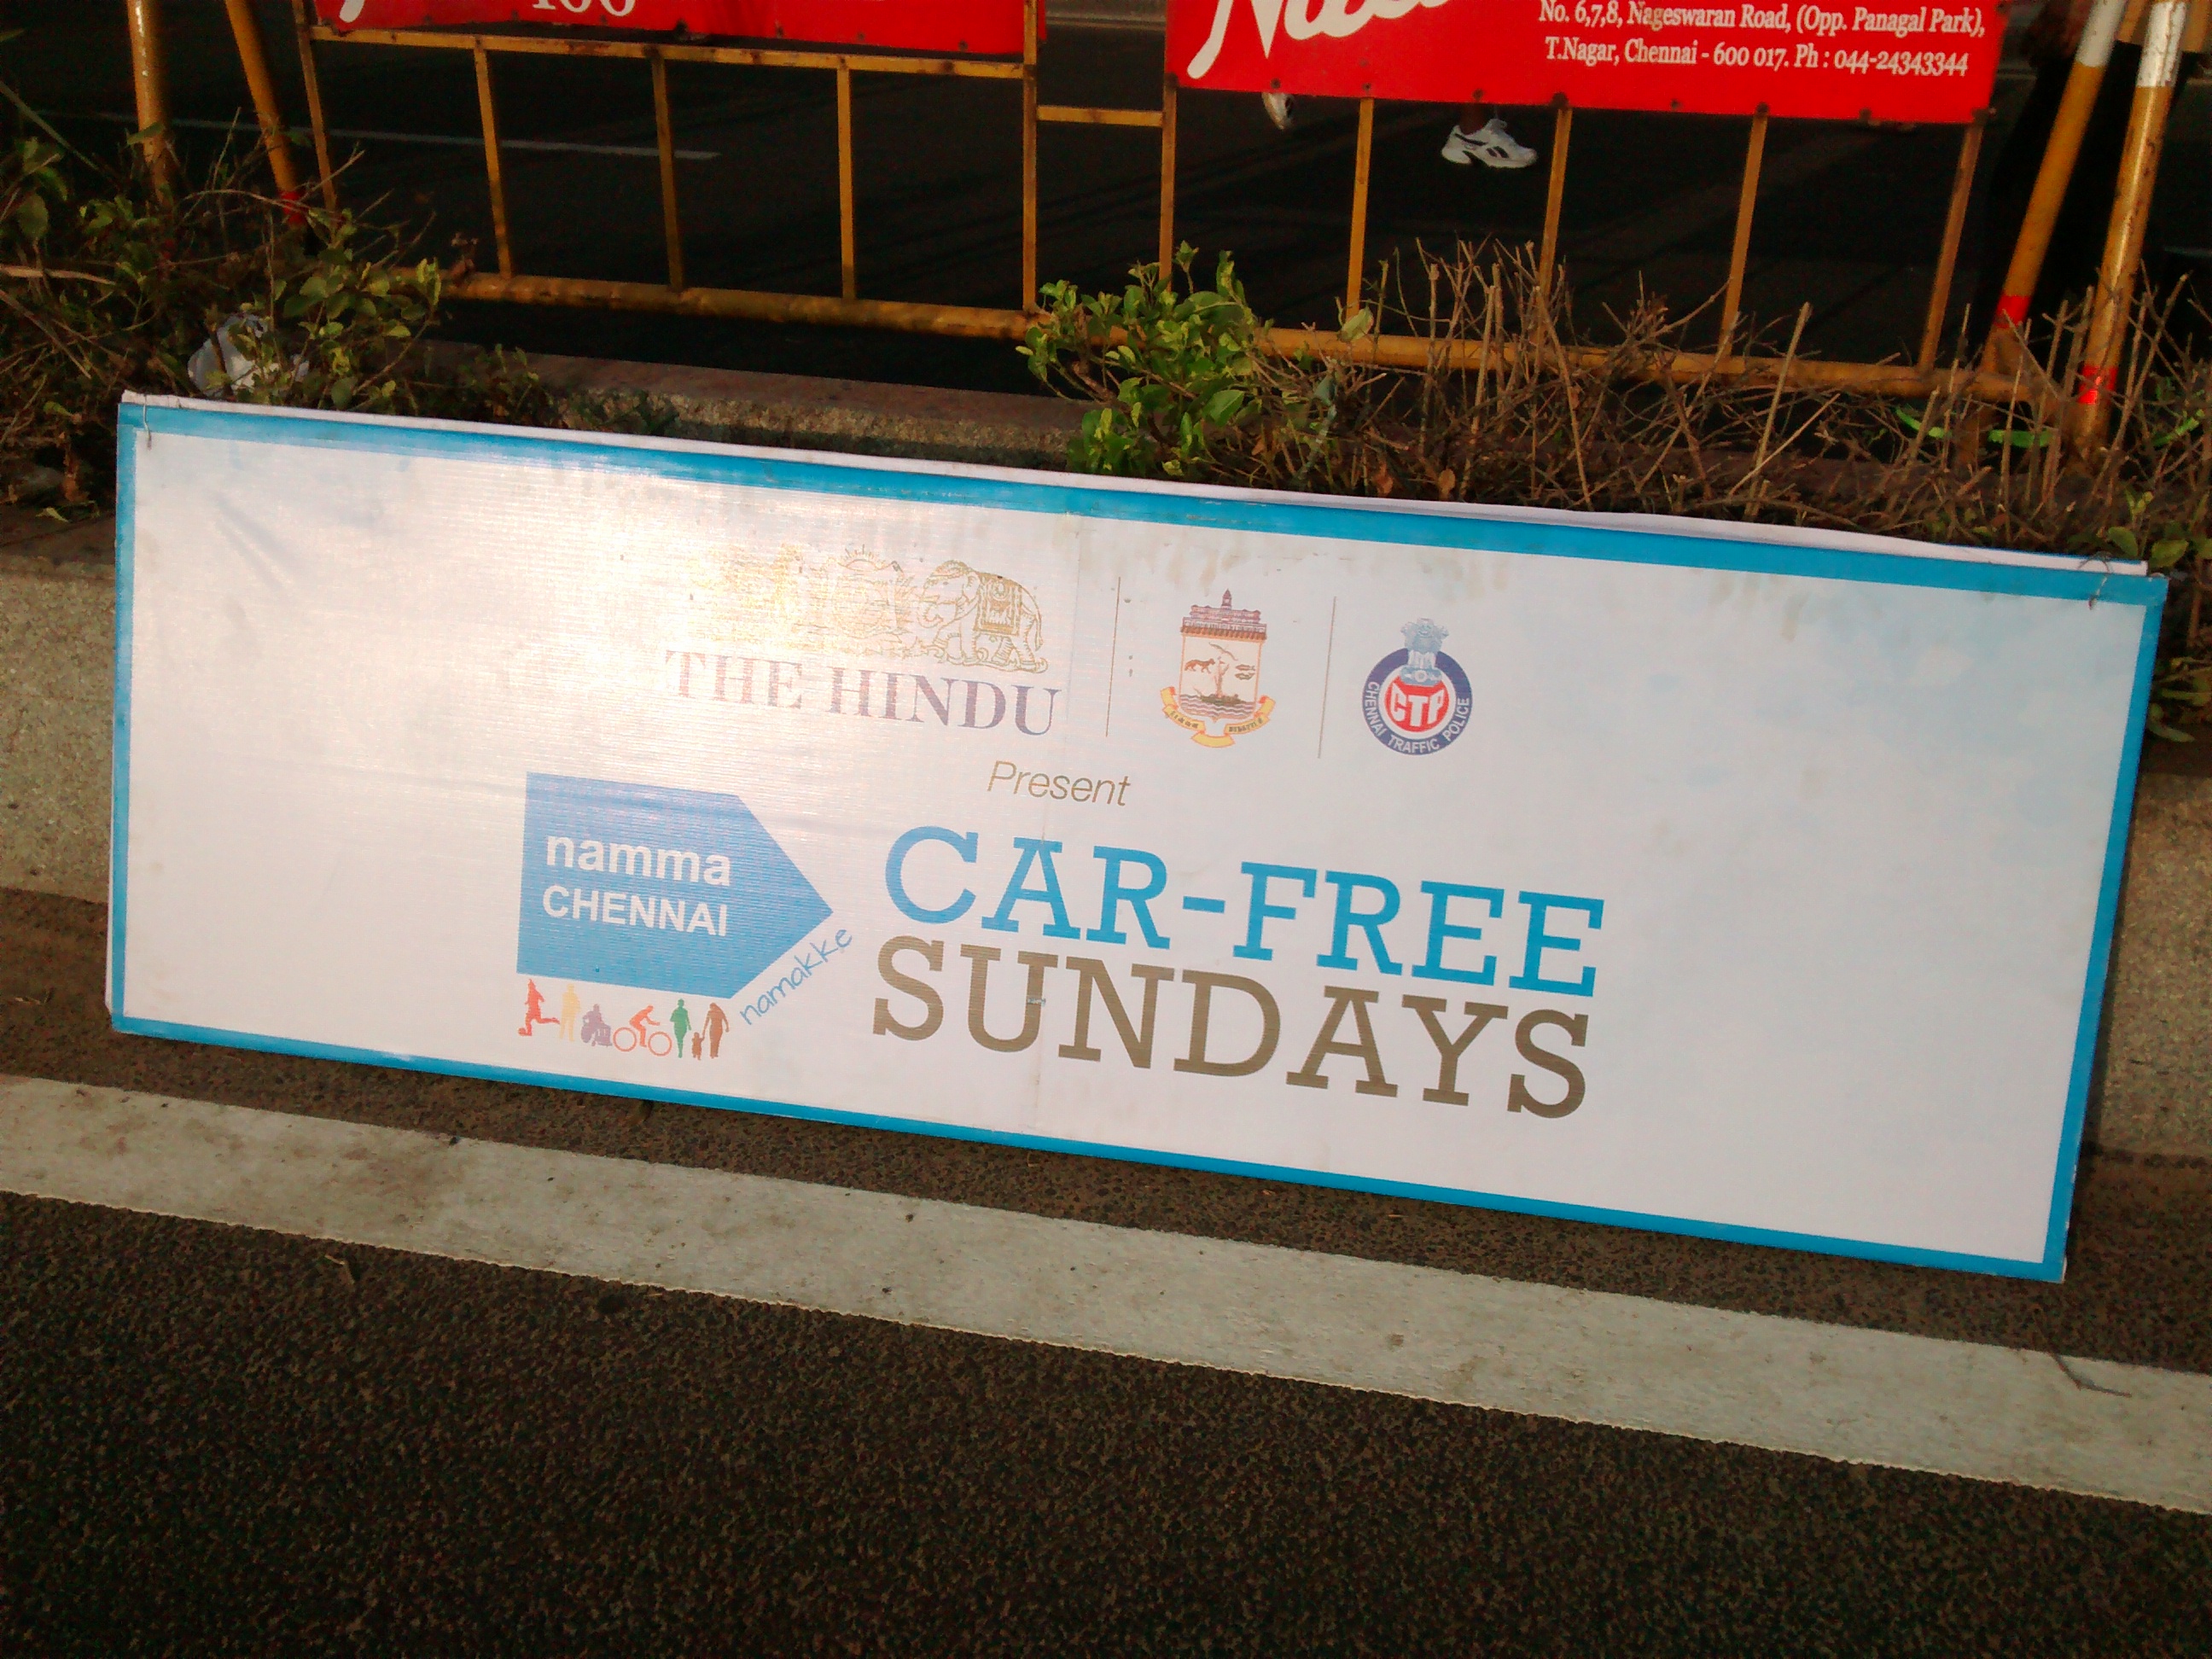 100
No. 6,7,8, Nageswaran Road, (Opp. Panagal Park),
T.Nagar, Chennai - 600 017. Ph : 044-24343344
THE HINDU
CTP
CHENNAI TRAFFIC POLICE
Present
namma
CHENNAI
namakke
CAR-FREE
SUNDAYS